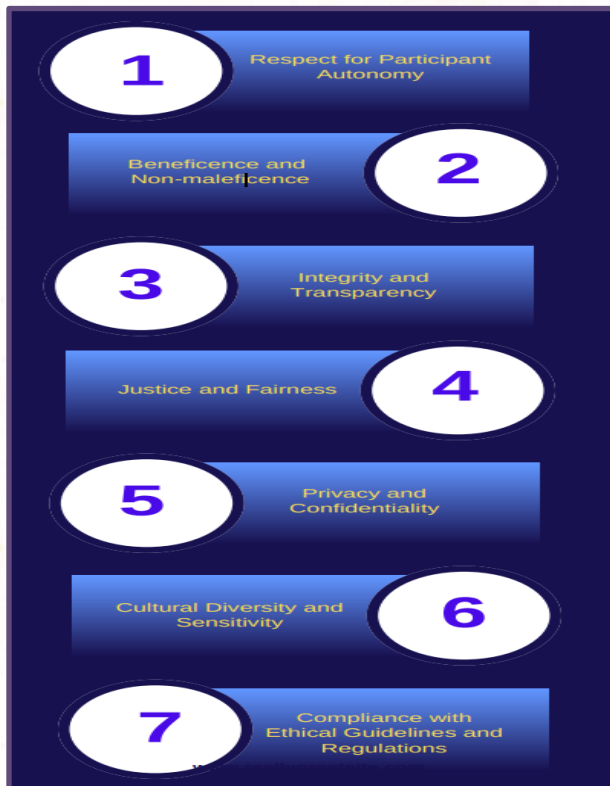 1
Respect for Participant
Autonomy
Beneficence and
Non-maleficence
2
3
Integrity and
Transparency
Justice and Fairness
4
5
Privacy and
Confidentiality
Cultural Diversity and
Sensitivity
6
7
Compliance with
Ethical Guidelines and
Regulations